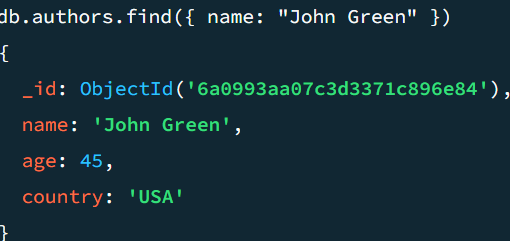 db.authors.find({ name: "John Green" })
{
_id: ObjectId('6a0993aa07c3d3371c896e84'),
name: 'John Green',
age: 45,
country: 'USA'
}